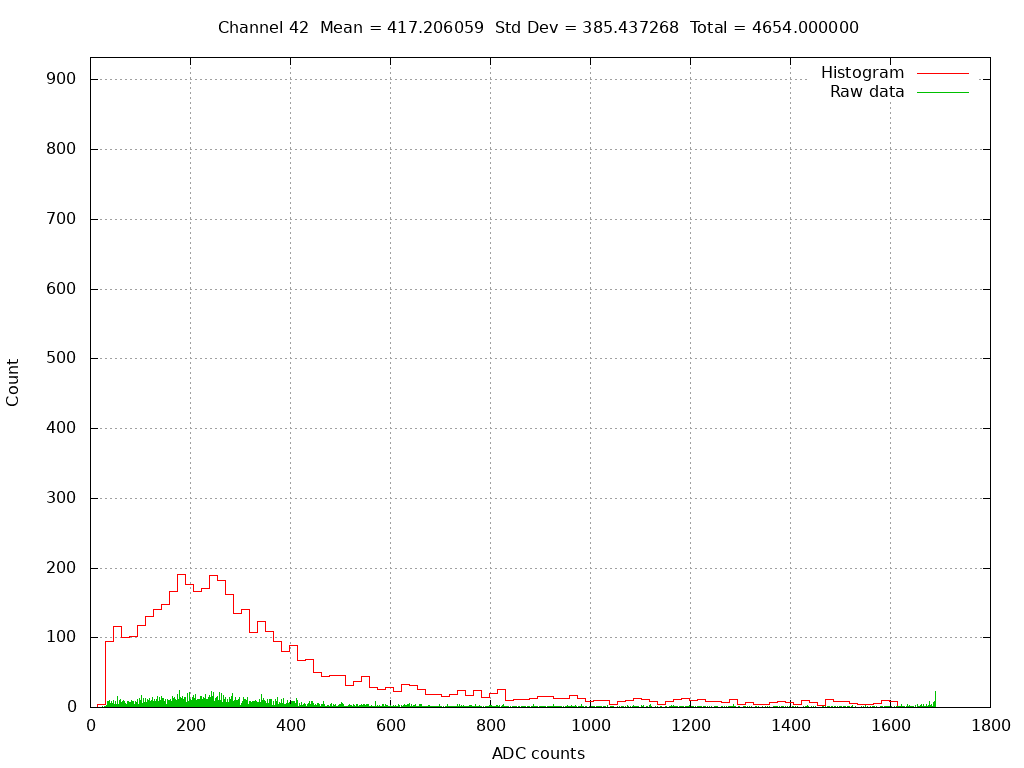 Channel 42  Mean = 417.206059  Std Dev = 385.437268  Total = 4654.000000
Histogram
Raw data
900
800
700
600
500
400
300
200
100
0
Count
0 200 400 600 800 1000 1200 1400 1600 1800
ADC counts